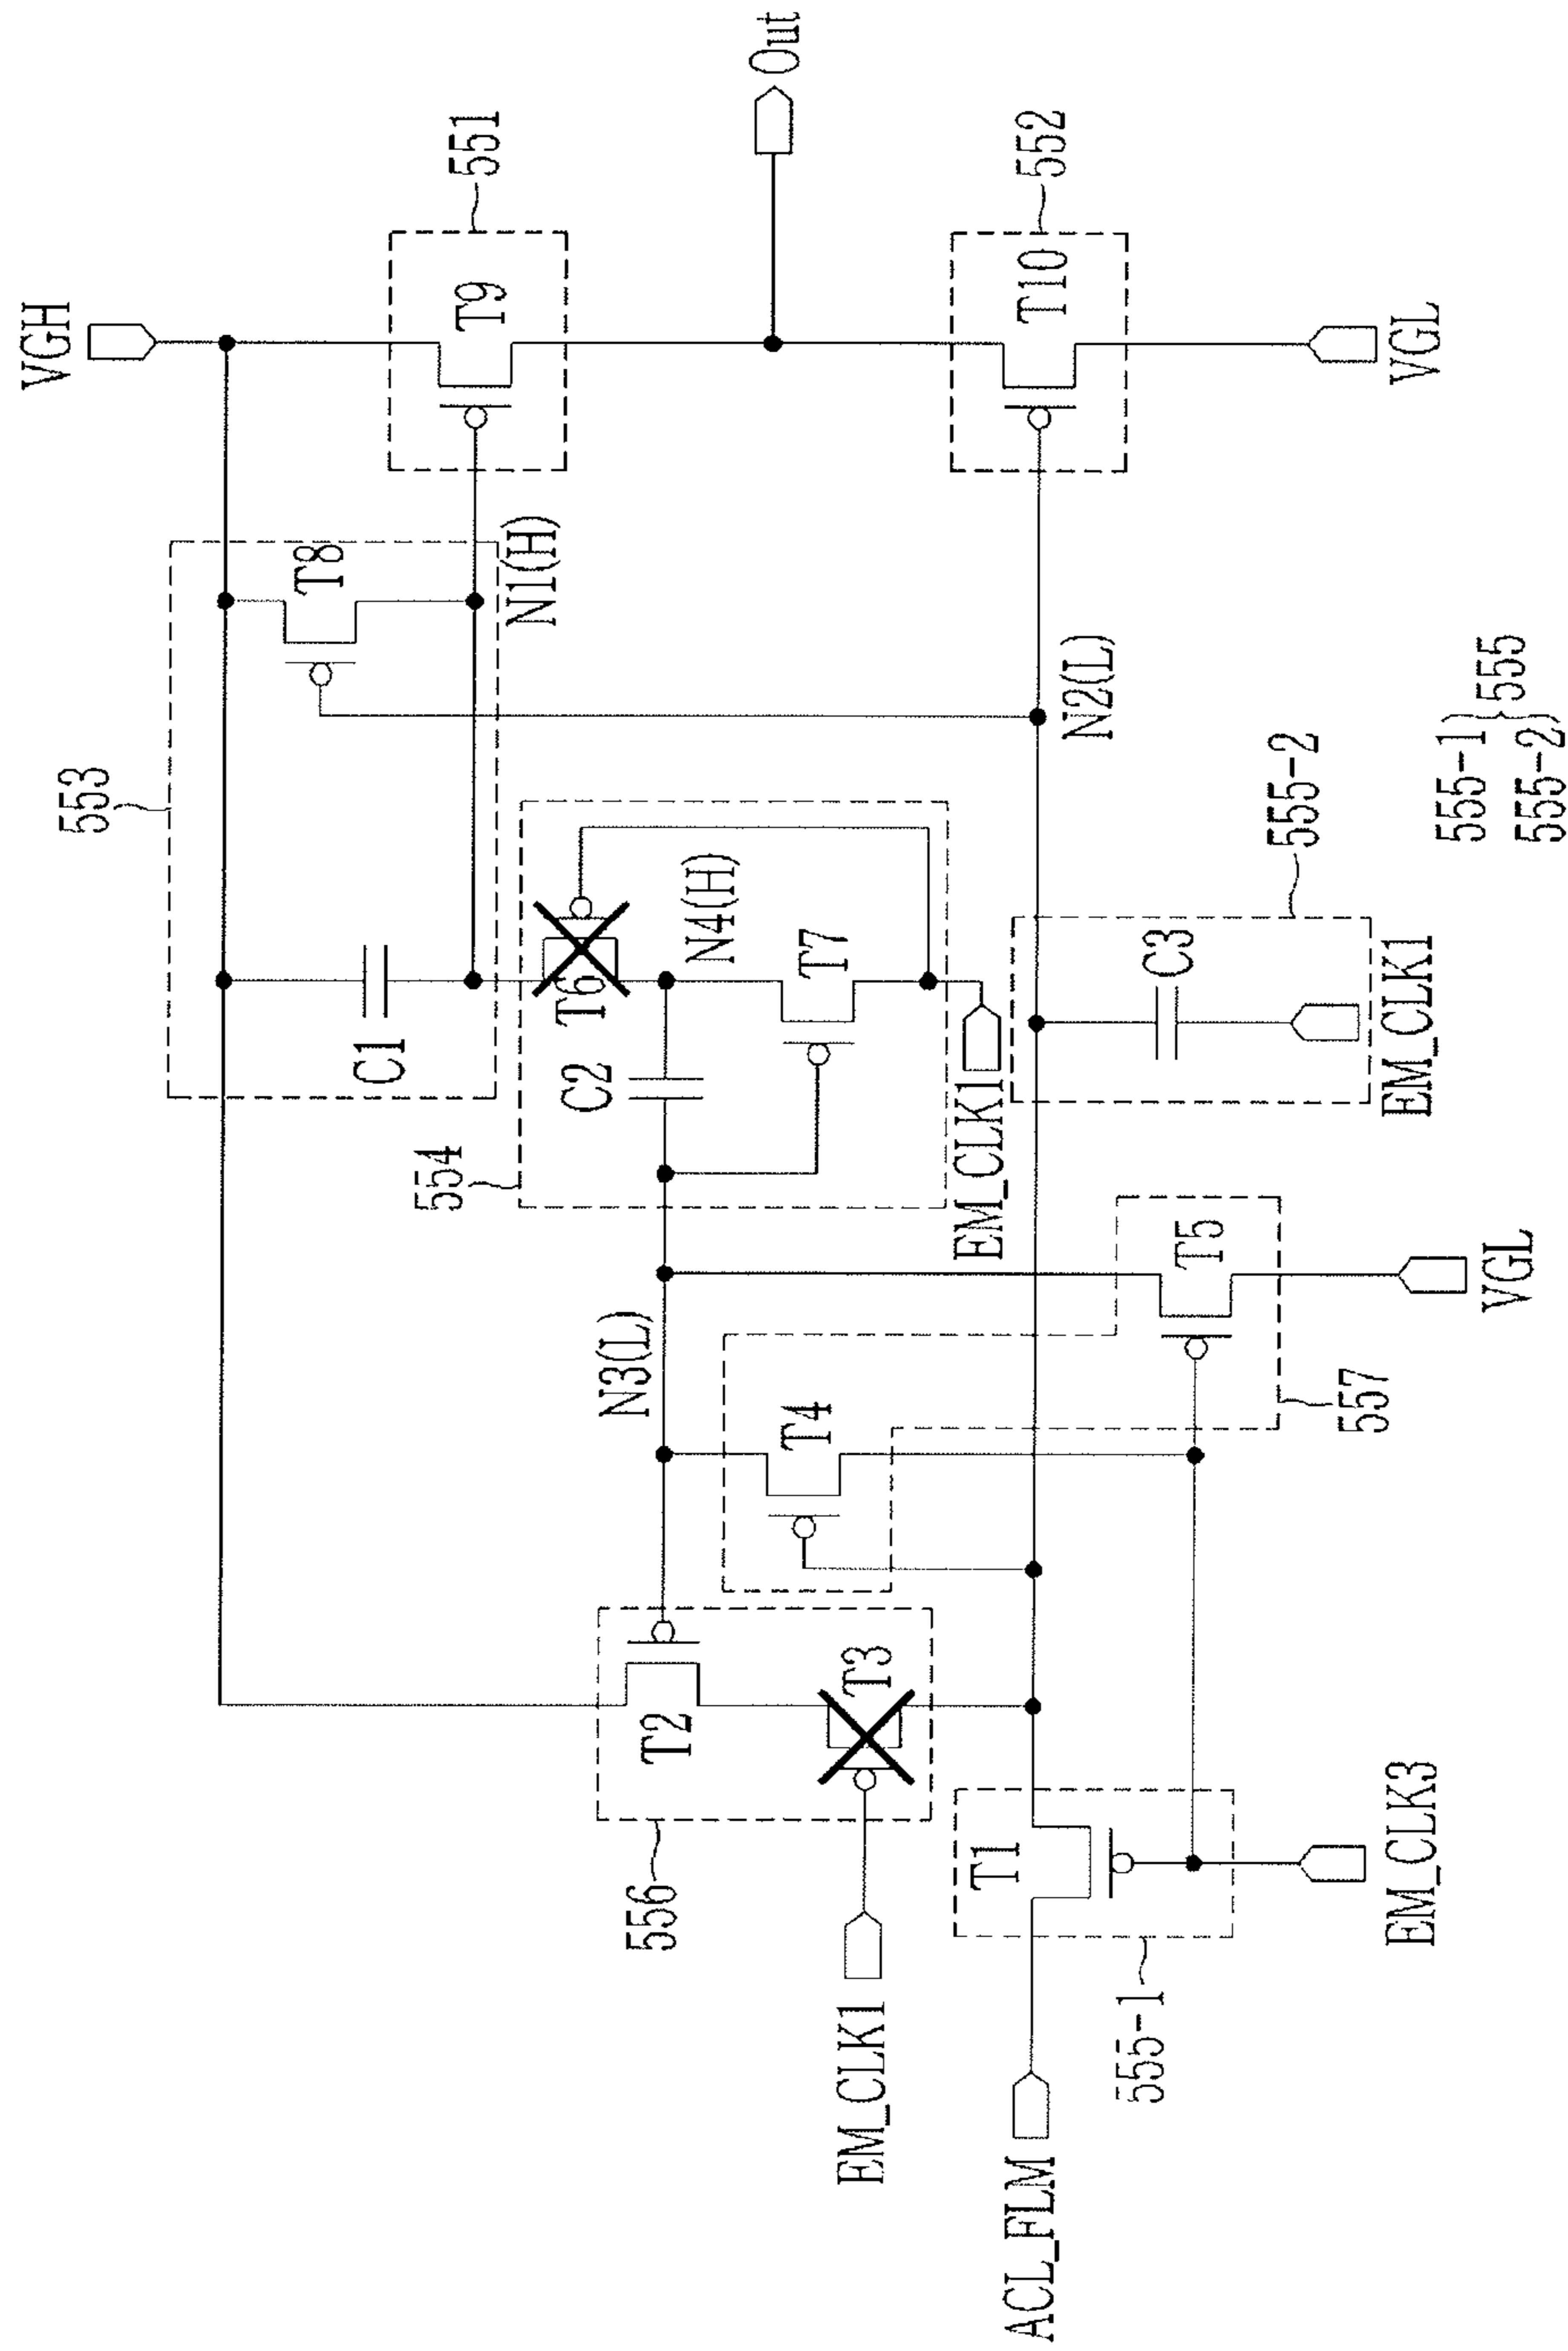 VGH
553
T8
551
T9
C1
N1(H)
Out
554
T6
C2
N4(H)
T7
EM_CLK1
N3(L)
556
T2
T3
EM_CLK1
T4
T5
557
VGL
N2(L)
552
T10
VGL
ACL_FLM
T1
555-1
EM_CLK3
C3
555-2
EM_CLK1
555-1
555-2
555